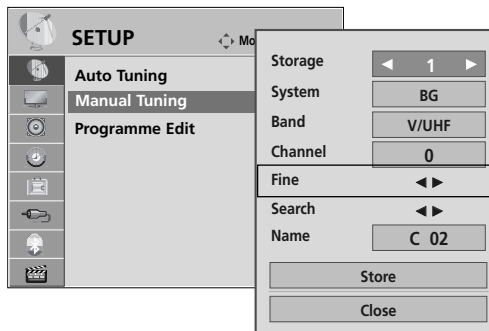 SETUP
Mo
Auto Tuning
Manual Tuning
Programme Edit
Storage ◄ 1 ►
System BG
Band V/UHF
Channel 0
Fine ◄ ►
Search ◄ ►
Name C 02
Store
Close